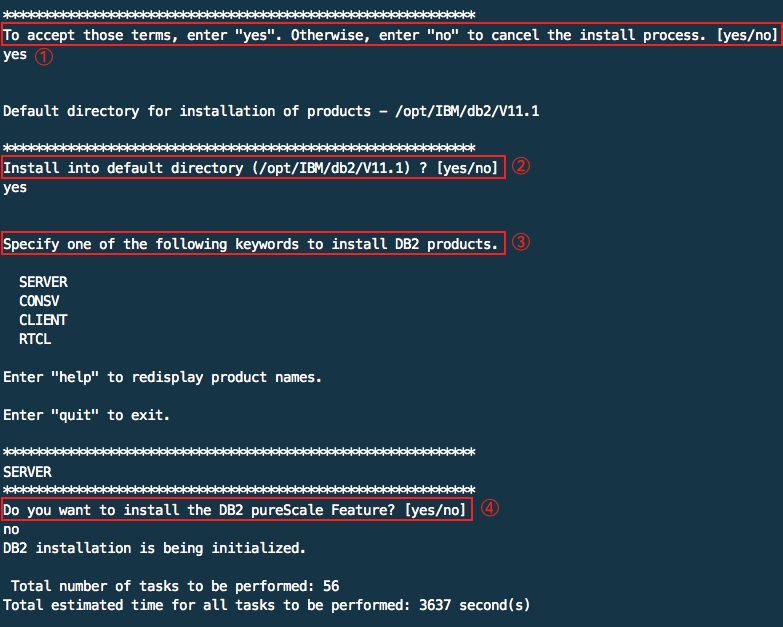 ***********************************************************
To accept those terms, enter "yes". Otherwise, enter "no" to cancel the install process. [yes/no]
yes ①
Default directory for installation of products - /opt/IBM/db2/V11.1
***********************************************************
Install into default directory (/opt/IBM/db2/V11.1) ? [yes/no] ②
yes
Specify one of the following keywords to install DB2 products. ③
SERVER
CONSV
CLIENT
RTCL
Enter "help" to redisplay product names.
Enter "quit" to exit.
***********************************************************
SERVER
***********************************************************
Do you want to install the DB2 pureScale Feature? [yes/no] ④
no
DB2 installation is being initialized.
Total number of tasks to be performed: 56
Total estimated time for all tasks to be performed: 3637 second(s)